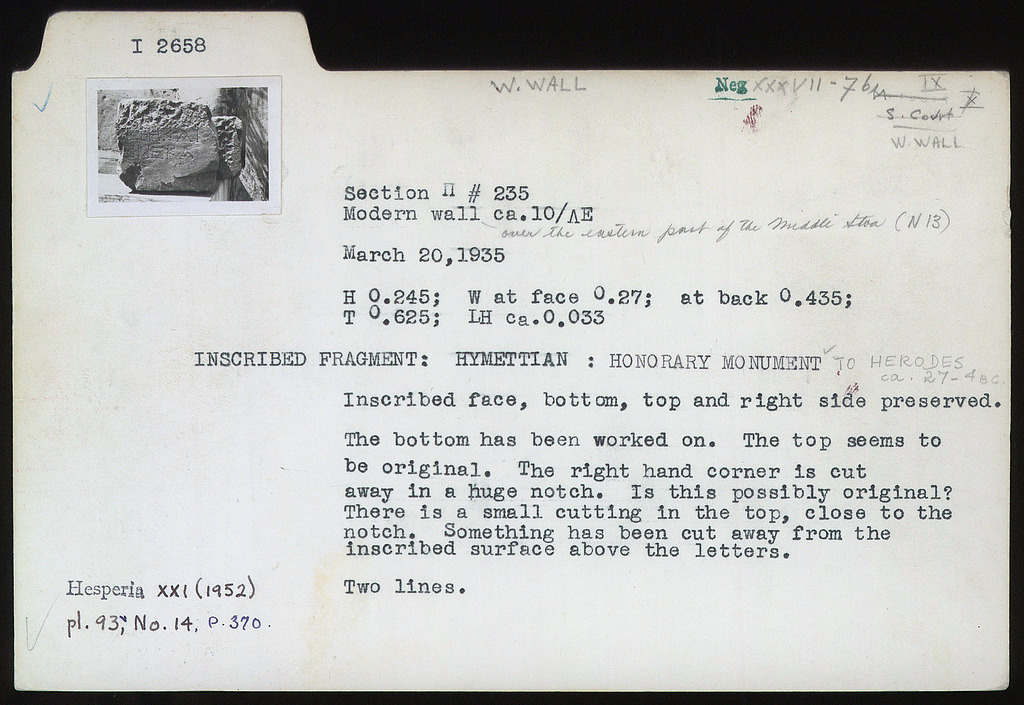 I 2658
W. WALL
Neg XXXVII - 76
IX
X
S. Court
W. WALL
Section Π # 235
Modern wall ca.10/ΛΕ
over the eastern part of the Middle Stoa (N 13)
March 20,1935
H 0.245; W at face 0.27; at back 0.435;
T 0.625; LH ca.0.033
INSCRIBED FRAGMENT: HYMETTIAN : HONORARY MONUMENT TO HERODES
ca. 27-4 BC.
Inscribed face, bottom, top and right side preserved.
The bottom has been worked on. The top seems to
be original. The right hand corner is cut
away in a huge notch. Is this possibly original?
There is a small cutting in the top, close to the
notch. Something has been cut away from the
inscribed surface above the letters.
Two lines.
Hesperia XXI (1952)
pl. 93, No. 14, P. 370.